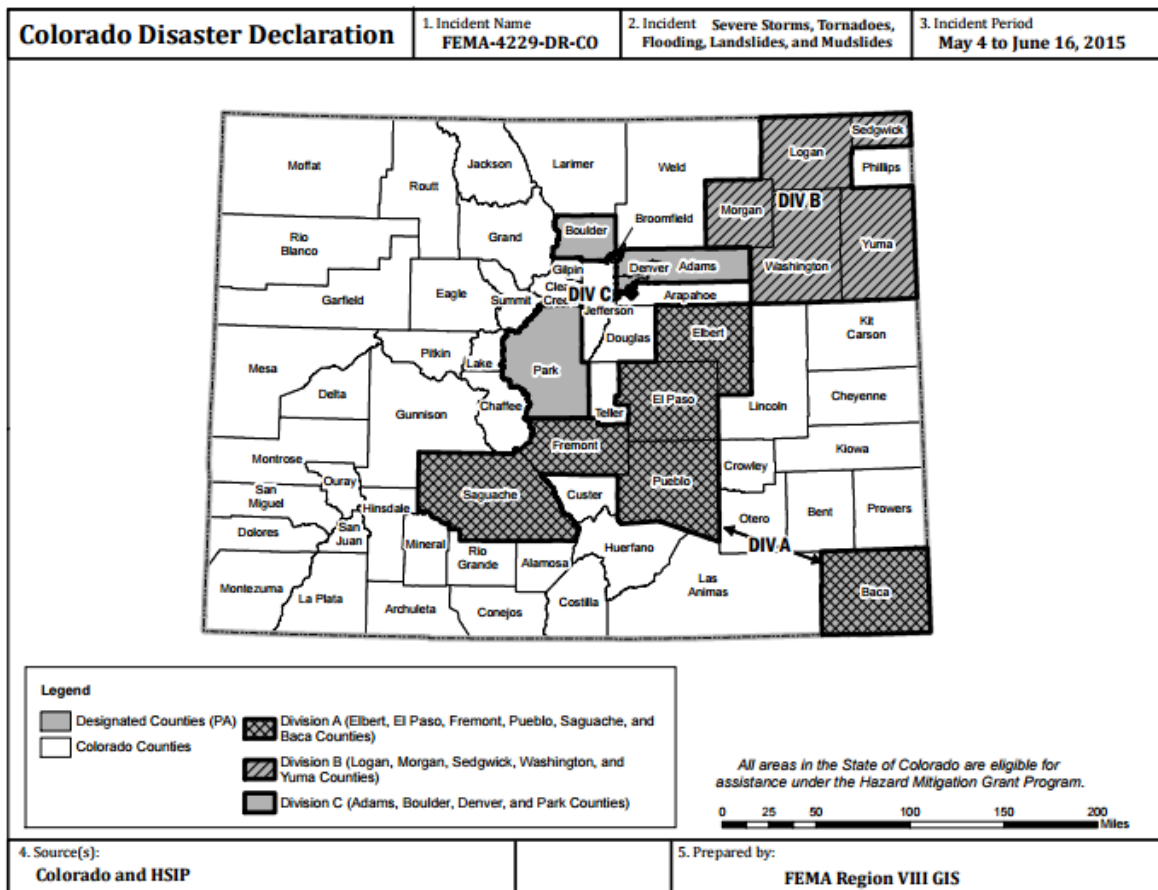 Colorado Disaster Declaration
1. Incident Name
FEMA-4229-DR-CO
2. Incident Severe Storms, Tornadoes,
Flooding, Landslides, and Mudslides
3. Incident Period
May 4 to June 16, 2015
Moffat
Routt
Jackson
Larimer
Weld
Logan
Sedgwick
Phillips
Morgan
DIV B
Rio
Blanco
Grand
Boulder
Broomfield
Washington
Yuma
Gilpin
Denver
Adams
Garfield
Eagle
Summit
Clear
Creek
DIV C
Jefferson
Arapahoe
Douglas
Elbert
Kit
Carson
Mesa
Pitkin
Lake
Park
Delta
Gunnison
Chaffee
Teller
El Paso
Lincoln
Cheyenne
Montrose
Fremont
Crowley
Kiowa
Ouray
San
Miguel
Hinsdale
Saguache
Custer
Pueblo
Otero
Bent
Prowers
Dolores
San
Juan
Mineral
Rio
Grande
Alamosa
Huerfano
DIV A
Montezuma
La Plata
Archuleta
Conejos
Costilla
Las
Animas
Baca
Legend
Designated Counties (PA)
Colorado Counties
Division A (Elbert, El Paso, Fremont, Pueblo, Saguache, and
Baca Counties)
Division B (Logan, Morgan, Sedgwick, Washington, and
Yuma Counties)
Division C (Adams, Boulder, Denver, and Park Counties)
All areas in the State of Colorado are eligible for
assistance under the Hazard Mitigation Grant Program.
0 25 50 100 150 200
Miles
4. Source(s):
Colorado and HSIP
5. Prepared by:
FEMA Region VIII GIS